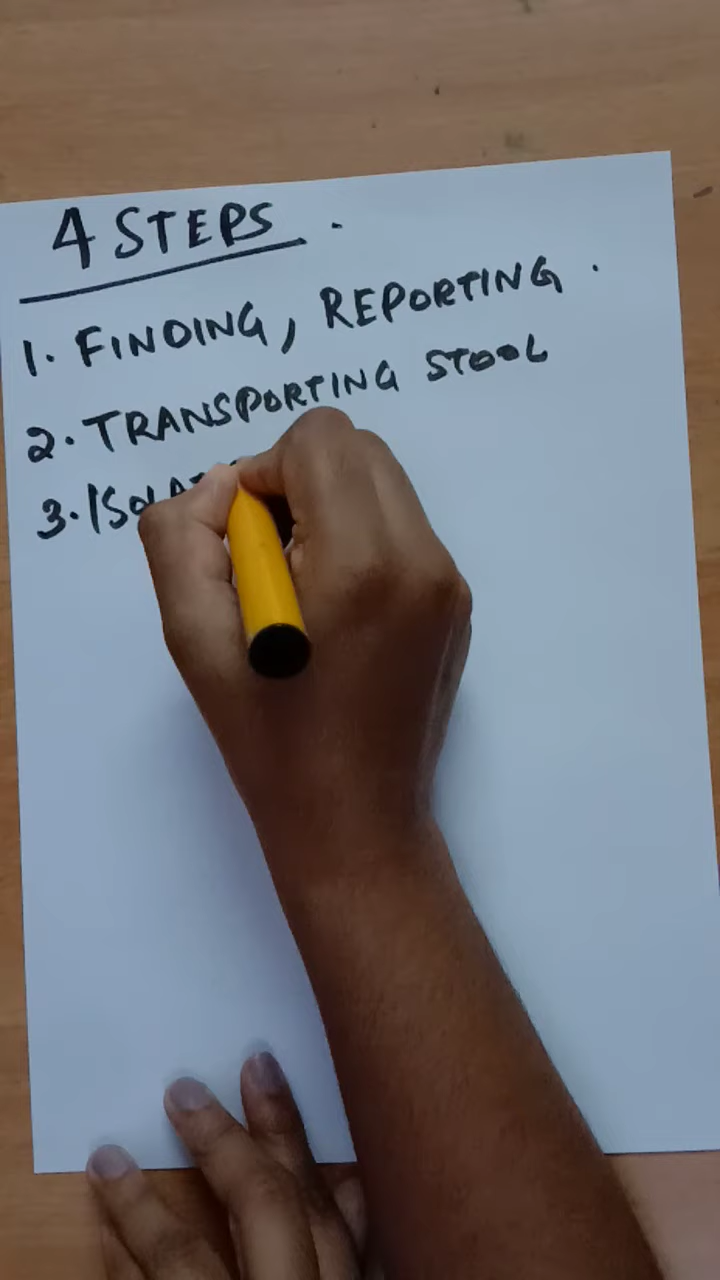 4 STEPS .
1. FINDING, REPORTING .
2. TRANSPORTING STOOL
3.